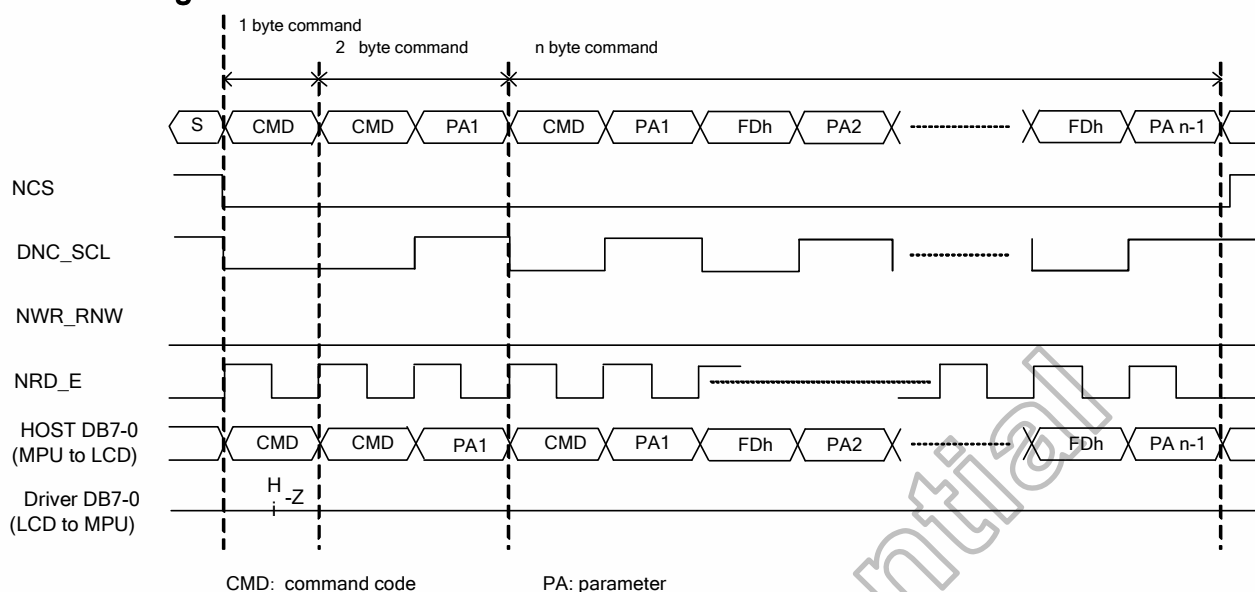 g
1 byte command
2 byte command
n byte command
S CMD CMD PA1 CMD PA1 FDh PA2 FDh PA n-1
NCS
DNC_SCL
NWR_RNW
NRD_E
HOST DB7-0
(MPU to LCD)
CMD CMD PA1 CMD PA1 FDh PA2 FDh PA n-1
Driver DB7-0
(LCD to MPU)
Hi-Z
CMD: command code
PA: parameter
ntial